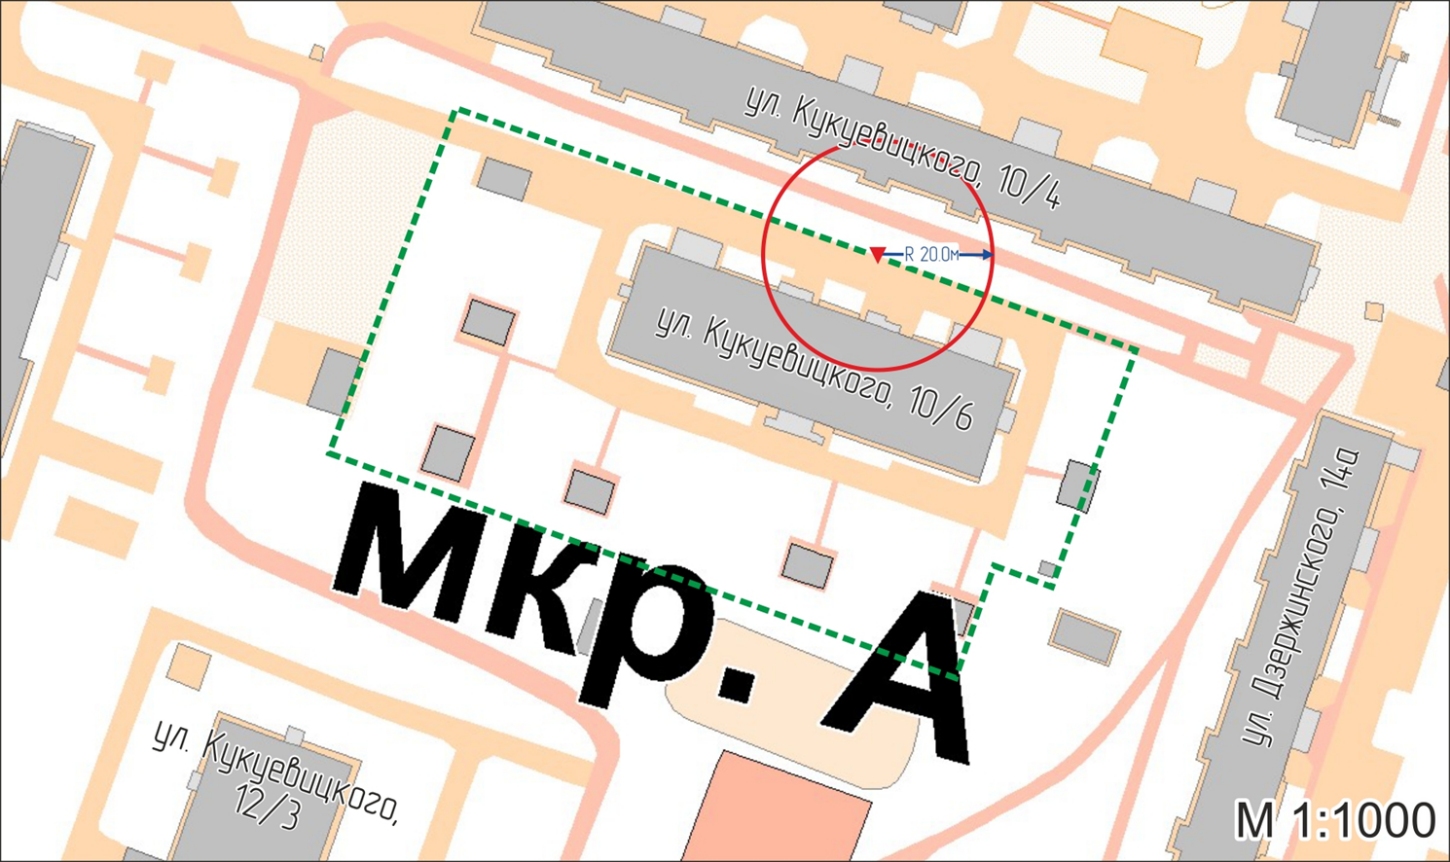 ул. Кукуевицкого, 10/4
R 20.0м
ул. Кукуевицкого, 10/6
ул. Дзержинского, 14а
мкр. А
ул. Кукуевицкого,
12/3
М 1:1000